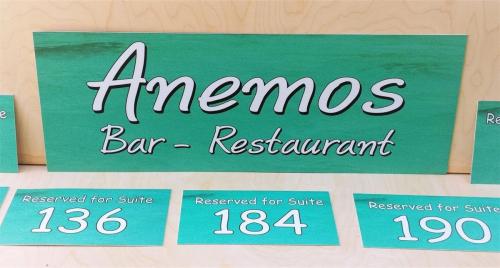 Anemos
Bar - Restaurant
Reserved for Suite
136
Reserved for Suite
184
Reserved for Suite
190